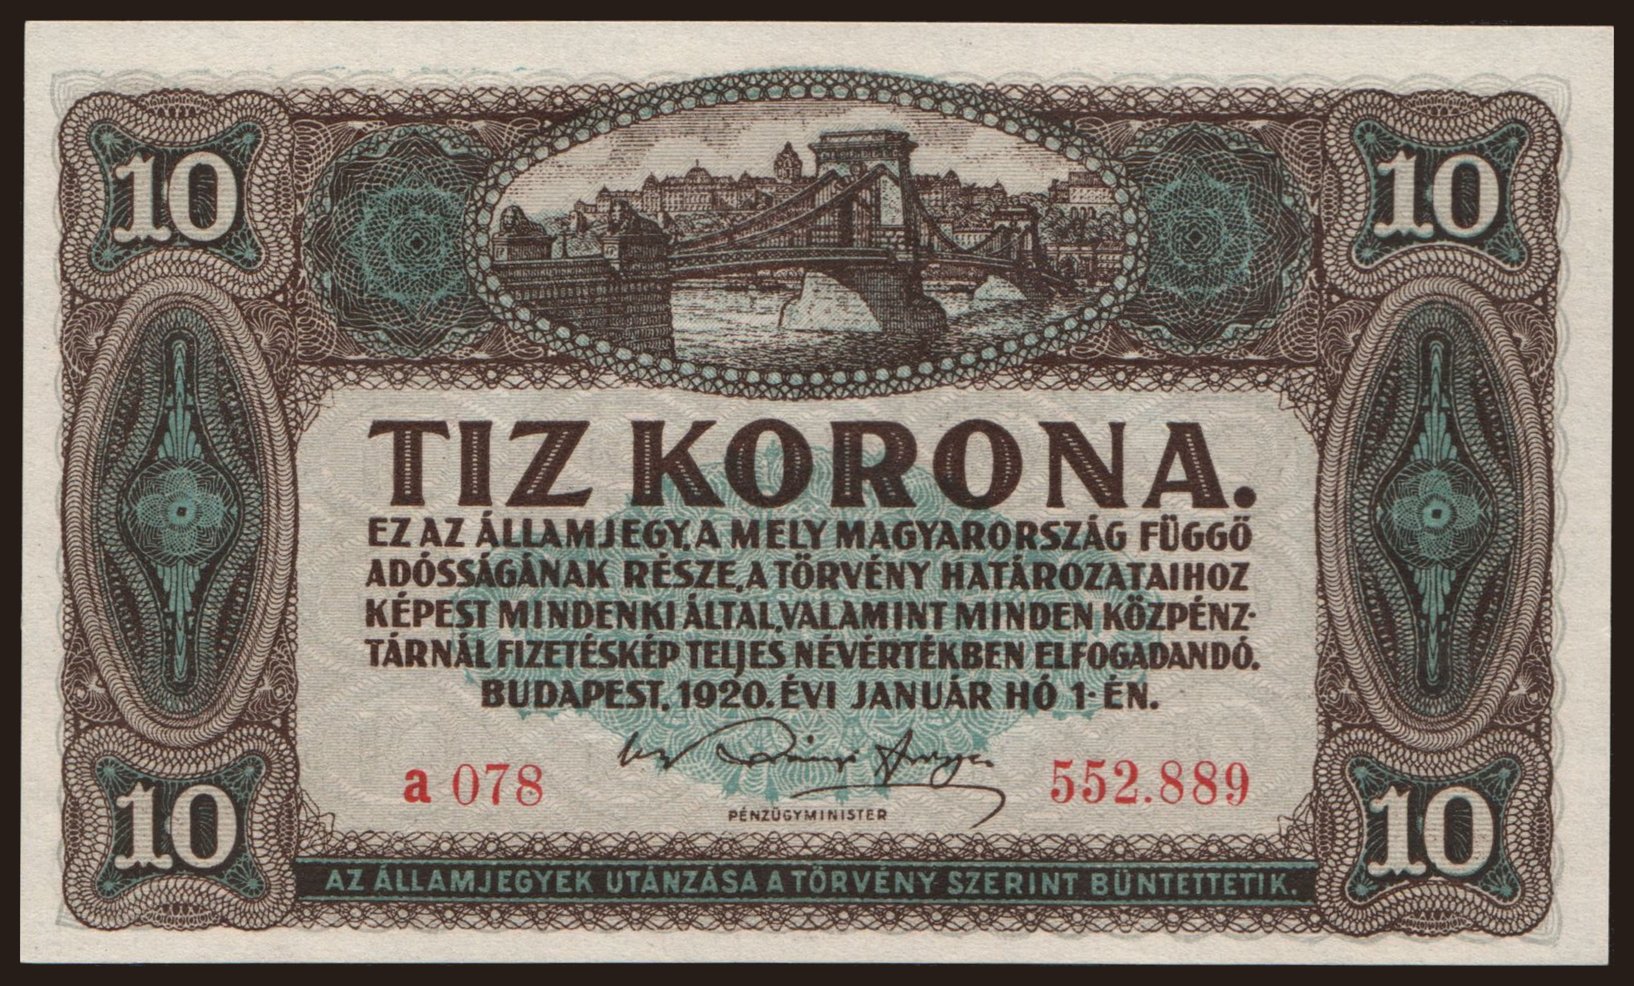 10 10
TIZ KORONA.
EZ AZ ÁLLAMJEGY, A MELY MAGYARORSZÁG FÜGGŐ
ADÓSSÁGÁNAK RÉSZE, A TÖRVÉNY HATÁROZATAIHOZ
KÉPEST MINDENKI ÁLTAL, VALAMINT MINDEN KÖZPÉNZ-
TÁRNÁL FIZETÉSKÉP TELJES NÉVÉRTÉKBEN ELFOGADANDÓ.
BUDAPEST, 1920. ÉVI JANUÁR HÓ 1-ÉN.
a 078 552.889
PÉNZÜGYMINISTER
10 10
AZ ÁLLAMJEGYEK UTÁNZÁSA A TÖRVÉNY SZERINT BÜNTETTETIK.